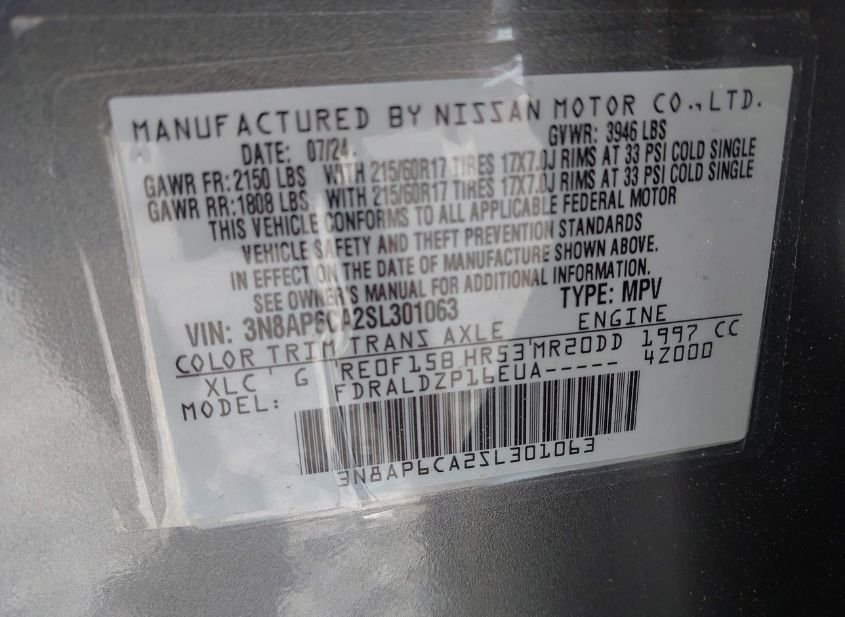 MANUFACTURED BY NISSAN MOTOR CO., LTD.
DATE: 07/24 GVWR: 3946 LBS
GAWR FR: 2150 LBS WITH 215/60R17 TIRES 17X7.0J RIMS AT 33 PSI COLD SINGLE
GAWR RR: 1808 LBS WITH 215/60R17 TIRES 17X7.0J RIMS AT 33 PSI COLD SINGLE
THIS VEHICLE CONFORMS TO ALL APPLICABLE FEDERAL MOTOR
VEHICLE SAFETY AND THEFT PREVENTION STANDARDS
IN EFFECT ON THE DATE OF MANUFACTURE SHOWN ABOVE.
SEE OWNER'S MANUAL FOR ADDITIONAL INFORMATION.
VIN: 3N8AP6CA2SL301063 TYPE: MPV
COLOR TRIM TRANS AXLE ENGINE
XLC' G 'RE0F15B HR53'MR20DD 1997 CC
MODEL: FDRALDZP16EUA----- 4Z000
3N8AP6CA2SL301063